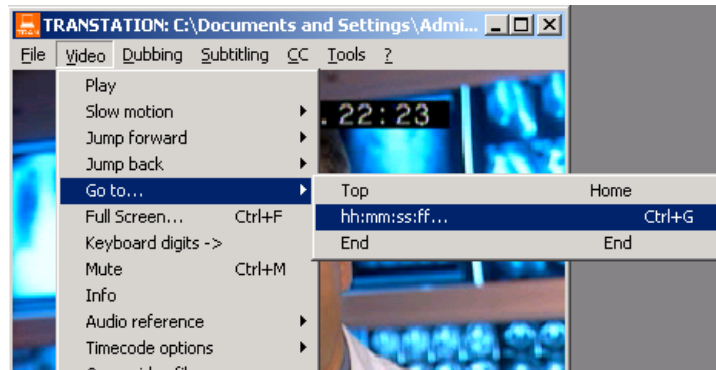 TRANSTATION: C:\Documents and Settings\Admi...
File Video Dubbing Subtitling CC Tools ?
Play
. 22 : 23
Slow motion
Jump forward
Jump back
Go to...
Top Home
Full Screen... Ctrl+F
hh:mm:ss:ff... Ctrl+G
Keyboard digits ->
End End
Mute Ctrl+M
Info
Audio reference
Timecode options